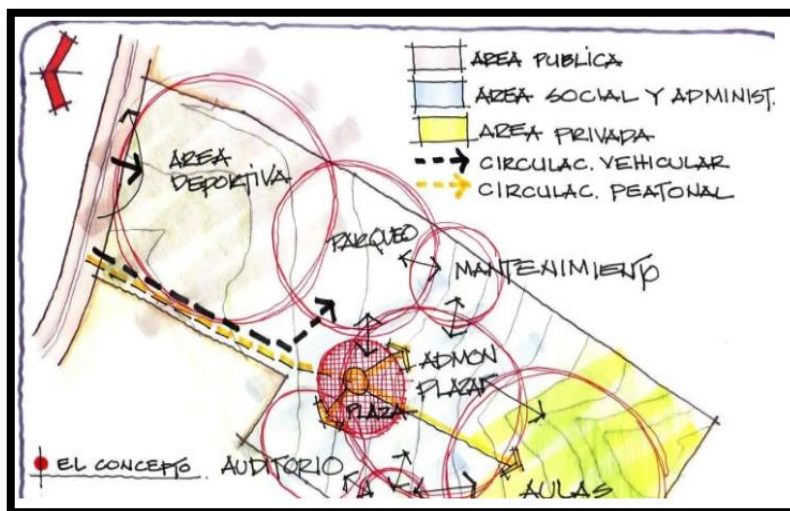 AREA PUBLICA
AREA SOCIAL Y ADMINIST.
AREA PRIVADA
CIRCULAC. VEHICULAR
CIRCULAC. PEATONAL
AREA
DEPORTIVA
PARQUEO
MANTENIMIENTO
ADMON
PLAZA
EL CONCEPTO
AUDITORIO
AULAS